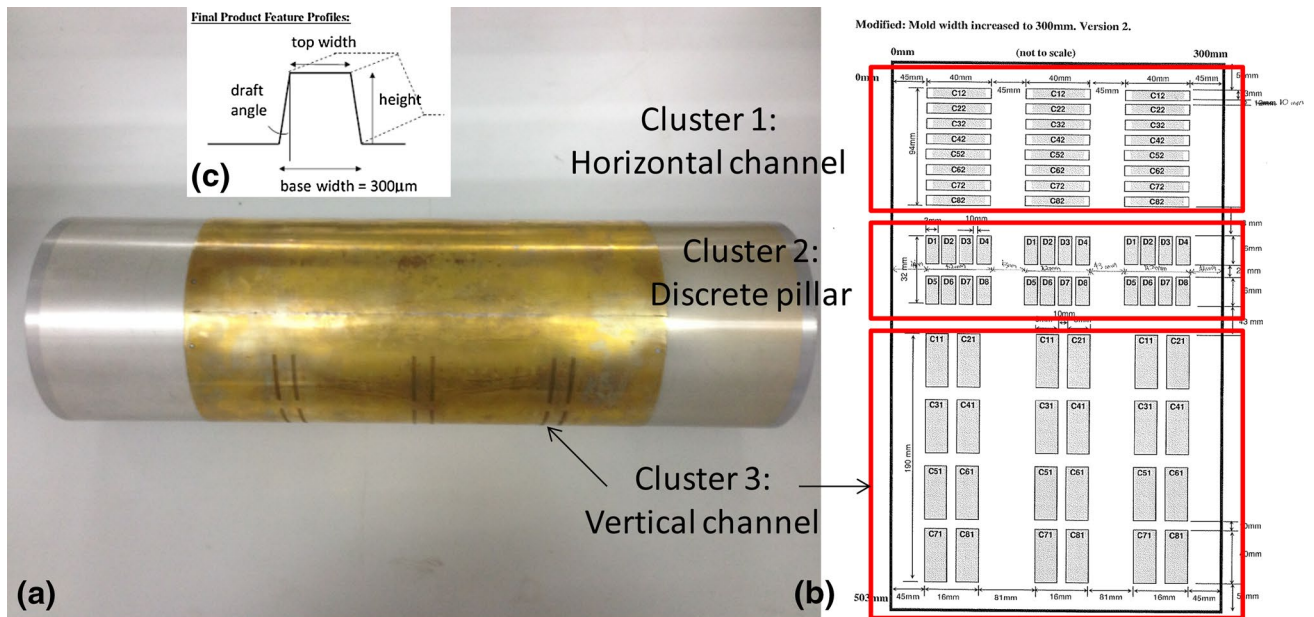 Final Product Feature Profiles:
top width
draft
angle
height
base width = 300µm
(c)
(a)
Cluster 1:
Horizontal channel
Cluster 2:
Discrete pillar
Cluster 3:
Vertical channel
(b)
Modified: Mold width increased to 300mm. Version 2.
0mm (not to scale) 300mm
0mm
45mm 40mm 40mm 40mm 45mm
45mm 45mm
C12 C12 C12
C22 C22 C22
C32 C32 C32
C42 C42 C42
C52 C52 C52
C62 C62 C62
C72 C72 C72
C82 C82 C82
94mm
10mm
D1 D2 D3 D4 D1 D2 D3 D4 D1 D2 D3 D4
32 mm
D5 D6 D7 D8 D5 D6 D7 D8 D5 D6 D7 D8
10mm
43 mm
C11 C21 C11 C21 C11 C21
C31 C41 C31 C41 C31 C41
190 mm
C51 C61 C51 C61 C51 C61
C71 C81 C71 C81 C71 C81
503mm
45mm 16mm 81mm 16mm 81mm 16mm 45mm